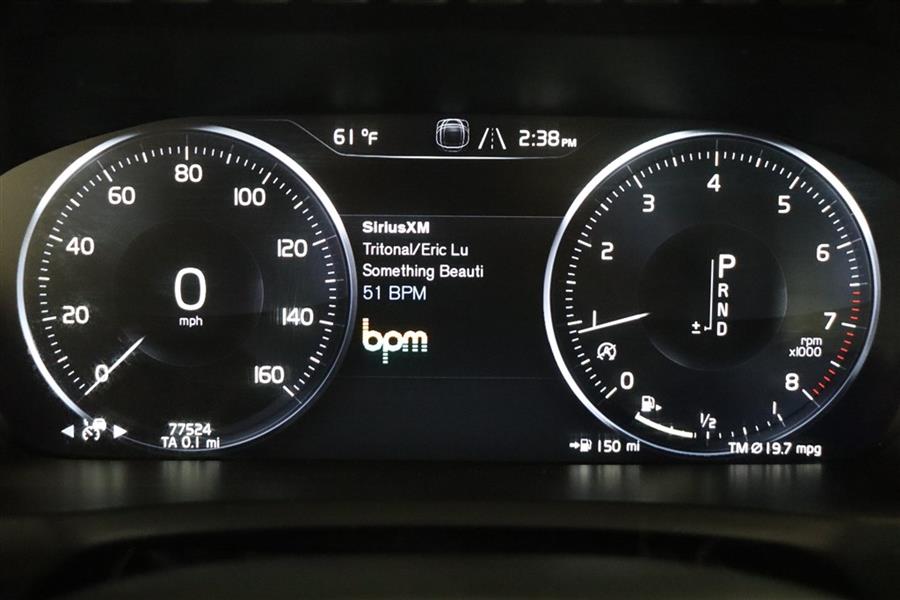 61 °F
2:38 PM
0
20
40
60
80
100
120
140
160
0
mph
77524
TA 0.1 mi
SiriusXM
Tritonal/Eric Lu
Something Beauti
51 BPM
bpm
0
1
2
3
4
5
6
7
8
rpm
x1000
P
R
N
±
D
1/2
1
150 mi
TM Ø 19.7 mpg